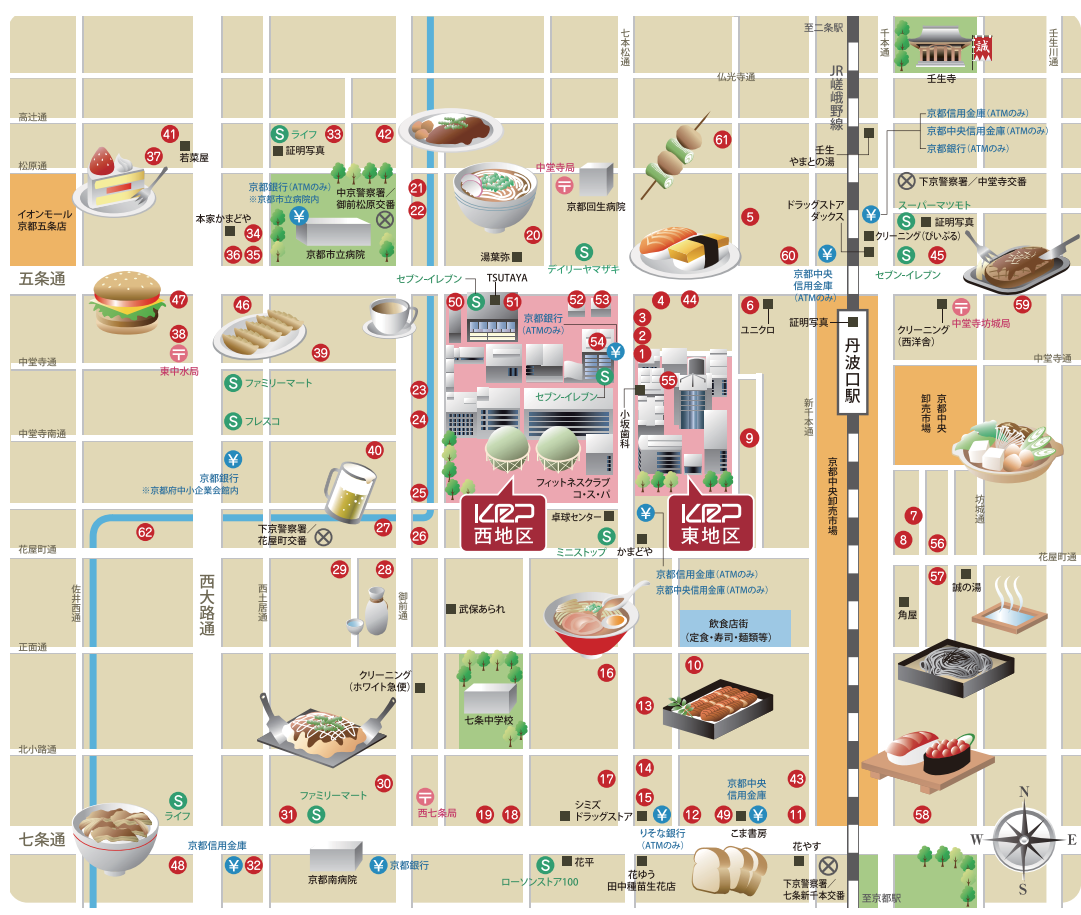 至二条駅
七本松通
千本通
壬生川通
誠
壬生寺
仏光寺通
JR嵯峨野線
高辻通
京都信用金庫(ATMのみ)
京都中央信用金庫(ATMのみ)
京都銀行(ATMのみ)
41
若菜屋
37
S ライフ
証明写真
33
42
61
壬生
やまとの湯
松原通
イオンモール
京都五条店
京都銀行(ATMのみ)
※京都市立病院内
¥
中京警察署/
御前松原交番
京都市立病院
21
22
中堂寺局
〒
京都回生病院
下京警察署/中堂寺交番
ドラッグストア
ダックス
¥
スーパーマツモト
S 証明写真
クリーニング(びいぶる)
S 45
セブン-イレブン
本家かまどや
34
36
35
20
湯葉弥
S
デイリーヤマザキ
5
60
¥
京都中央
信用金庫
(ATMのみ)
五条通
セブン-イレブン
TSUTAYA
50
S
51
52
53
4
44
3
2
1
6
ユニクロ
証明写真
クリーニング
(西洋舎)
〒
中堂寺坊城局
59
47
38
〒
東中水局
46
39
京都銀行
(ATMのみ)
54
¥
S
セブン-イレブン
55
小坂歯科
丹波口駅
中堂寺通
中堂寺通
S ファミリーマート
S フレスコ
23
24
新千本通
京都中央
卸売市場
9
中堂寺南通
¥
京都銀行
※京都府中小企業会館内
40
25
フィットネスクラブ
コ・ス・パ
京都中央卸売市場
坊城通
KRP
西地区
KRP
東地区
62
下京警察署/
花屋町交番
27
26
卓球センター
S
ミニストップ
¥
かまどや
7
8
56
花屋町通
花屋町通
京都信用金庫(ATMのみ)
京都中央信用金庫(ATMのみ)
29
28
57
誠の湯
角屋
佐井西通
西大路通
西土居通
御前通
武保あられ
飲食店街
(定食・寿司・麺類等)
正面通
クリーニング
(ホワイト急便)
七条中学校
16
10
13
北小路通
14
15
17
43
30
ファミリーマート
31
S
〒
西七条局
19
18
シミズ
ドラッグストア
¥
りそな銀行
(ATMのみ)
12
京都中央
信用金庫
49
¥
こま書房
11
58
S
ライフ
七条通
48
京都信用金庫
¥
32
京都南病院
¥
京都銀行
S
ローソンストア100
花平
花ゆう
田中種苗生花店
花やす
下京警察署/
七条新千本交番
至京都駅
N
W
E
S